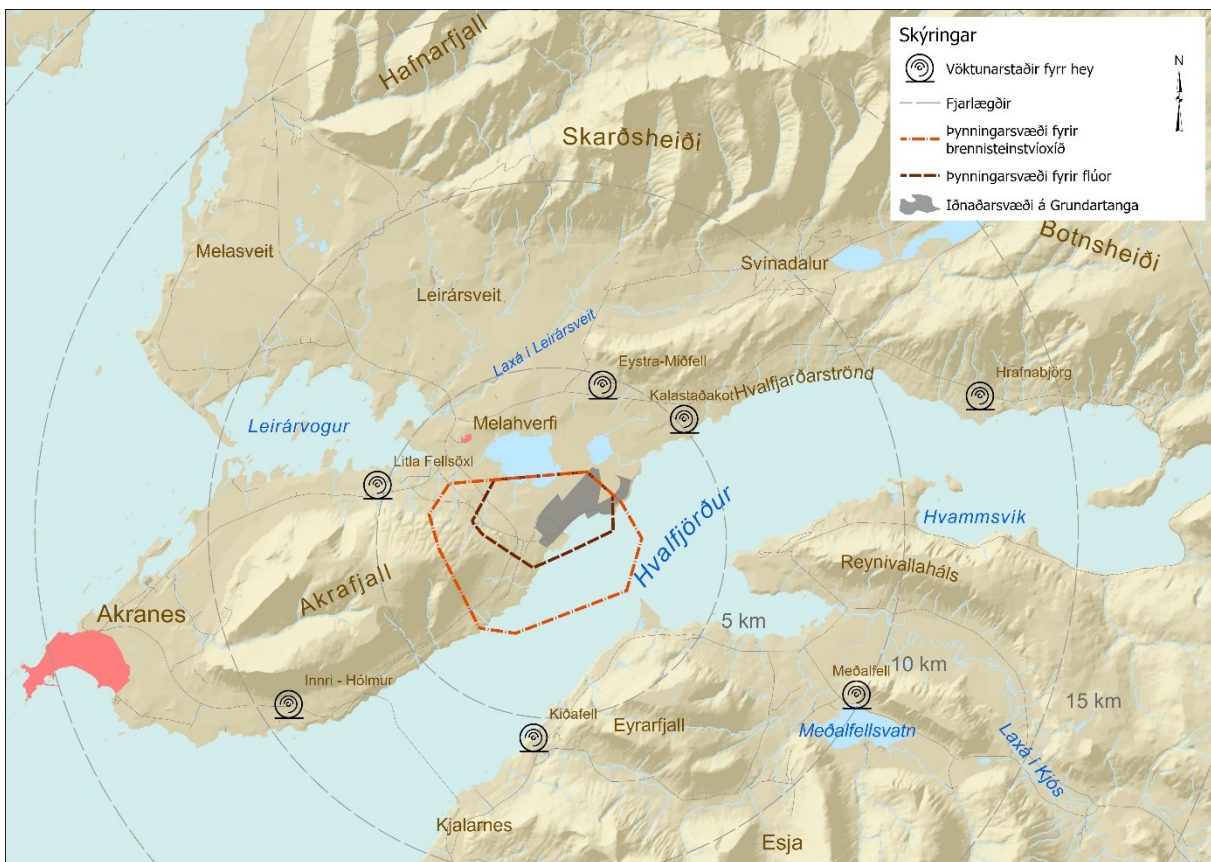 Skýringar
Vöktunarstaðir fyrr hey
Fjarlægðir
Þynningarsvæði fyrir
brennisteinstvíoxíð
Þynningarsvæði fyrir flúor
Iðnaðarsvæði á Grundartanga
N
Hafnarfjall
Skarðsheiði
Botnsheiði
Melasveit
Svínadalur
Leirársveit
Laxá í Leirársveit
Eystra-Miðfell
Kalastaðakot
Hvalfjarðarströnd
Hrafnabjörg
Leirárvogur
Melahverfi
Litla Fellsöxl
Hvalfjörður
Hvammsvík
Reynivallaháls
Akrafjall
Akranes
5 km
10 km
15 km
Innri - Hólmur
Meðalfell
Kiðafell
Eyrarfjall
Meðalfellsvatn
Laxá í Kjós
Kjalarnes
Esja